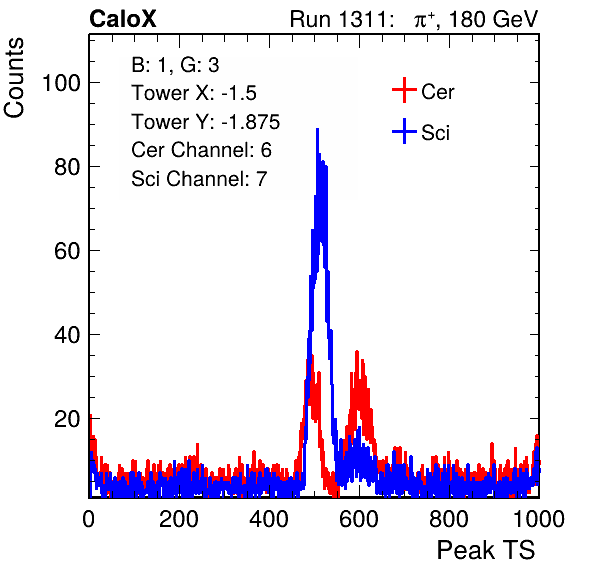 CaloX
Run 1311: π⁺, 180 GeV
Counts
B: 1, G: 3
Tower X: -1.5
Tower Y: -1.875
Cer Channel: 6
Sci Channel: 7
Cer
Sci
100
80
60
40
20
0 200 400 600 800 1000
Peak TS